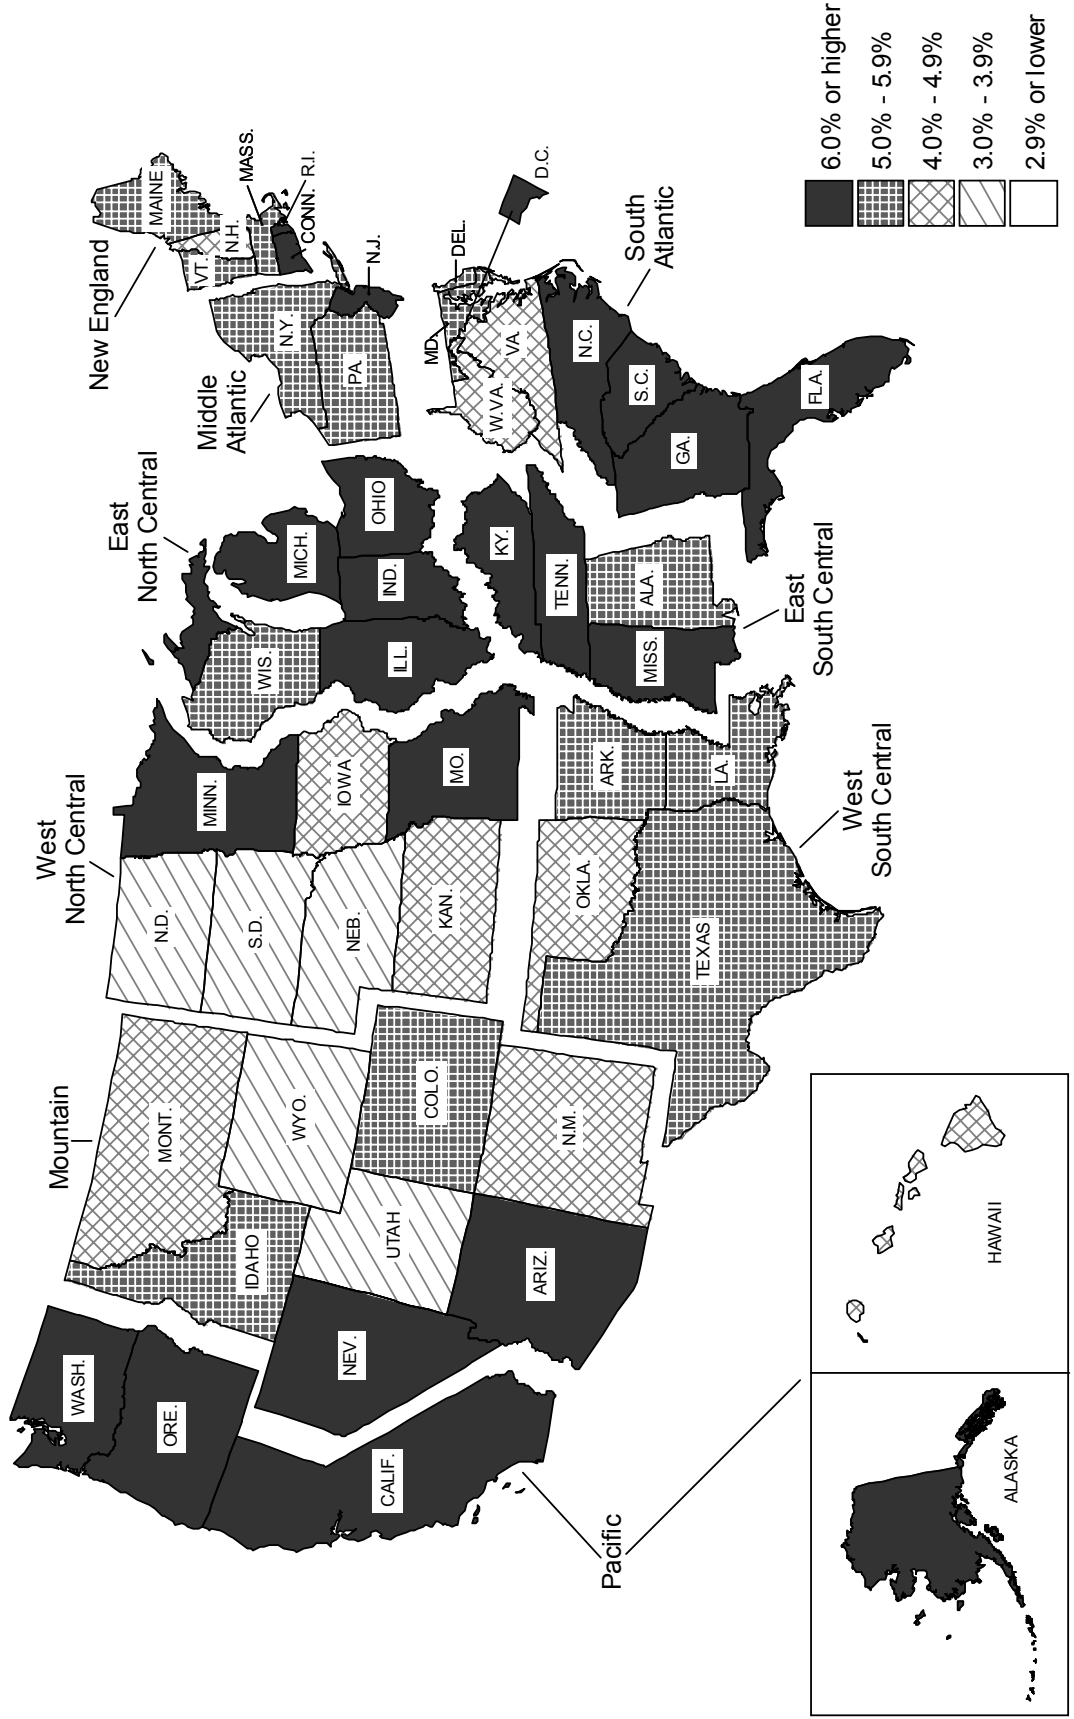 New England
Middle
Atlantic
East
North Central
West
North Central
Mountain
Pacific
South
Atlantic
East
South Central
West
South Central
WASH.
ORE.
CALIF.
NEV.
IDAHO
MONT.
WYO.
UTAH
COLO.
ARIZ.
N.M.
N.D.
S.D.
NEB.
KAN.
MINN.
IOWA
MO.
OKLA.
TEXAS
ARK.
LA.
WIS.
MICH.
ILL.
IND.
OHIO
KY.
TENN.
MISS.
ALA.
GA.
FLA.
S.C.
N.C.
VA.
W.VA.
MD.
DEL.
D.C.
PA.
N.Y.
N.J.
CONN.
R.I.
MASS.
VT.
N.H.
MAINE
ALASKA
HAWAII
6.0% or higher
5.0% - 5.9%
4.0% - 4.9%
3.0% - 3.9%
2.9% or lower